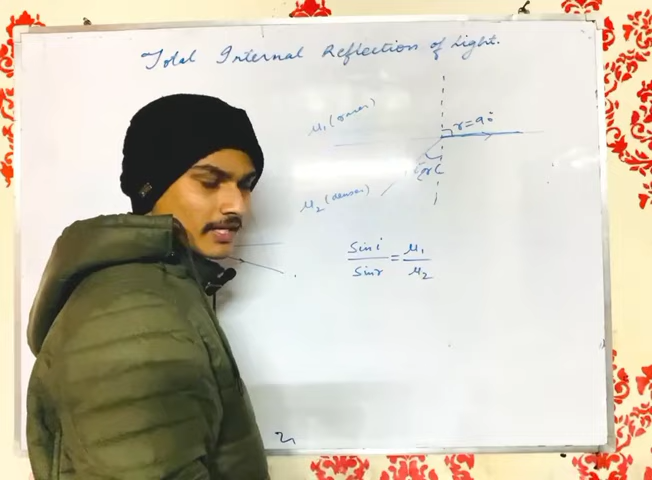 Total Internal Reflection of Light.
μ₁ (rarer)
r=90°
μ₂ (denser)
sin i / sin r = μ₁ / μ₂